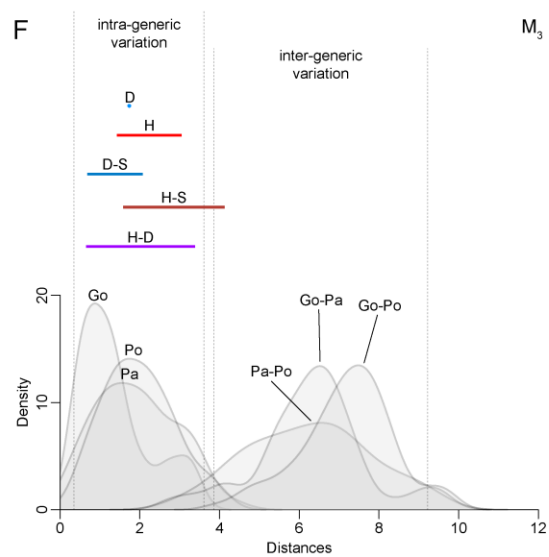 F
intra-generic
variation
inter-generic
variation
M3
D
H
D-S
H-S
H-D
Go
Po
Pa
Go-Pa
Go-Po
Pa-Po
20
10
0
Density
0 2 4 6 8 10 12
Distances